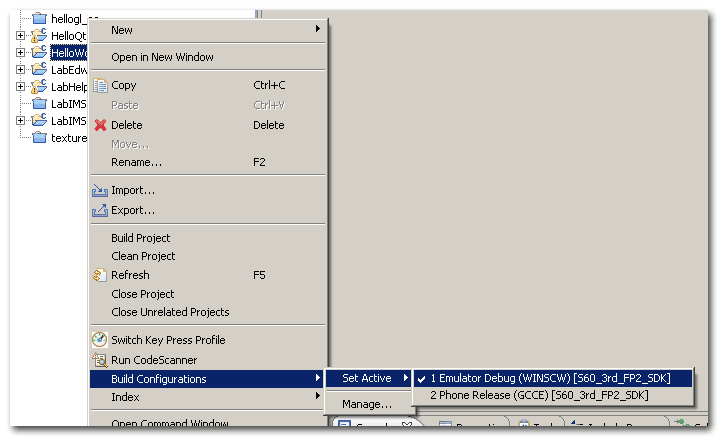 hellogl_
HelloQt
New
HelloWo
Open in New Window
LabEdw
Copy Ctrl+C
LabHelp
LabIMS
Paste Ctrl+V
LabIMS
Delete Delete
texture
Move...
Rename... F2
Import...
Export...
Build Project
Clean Project
Refresh F5
Close Project
Close Unrelated Projects
Switch Key Press Profile
Run CodeScanner
Build Configurations
Set Active
1 Emulator Debug (WINSCW) [S60_3rd_FP2_SDK]
Index
Manage...
2 Phone Release (GCCE) [S60_3rd_FP2_SDK]
Open Command Window